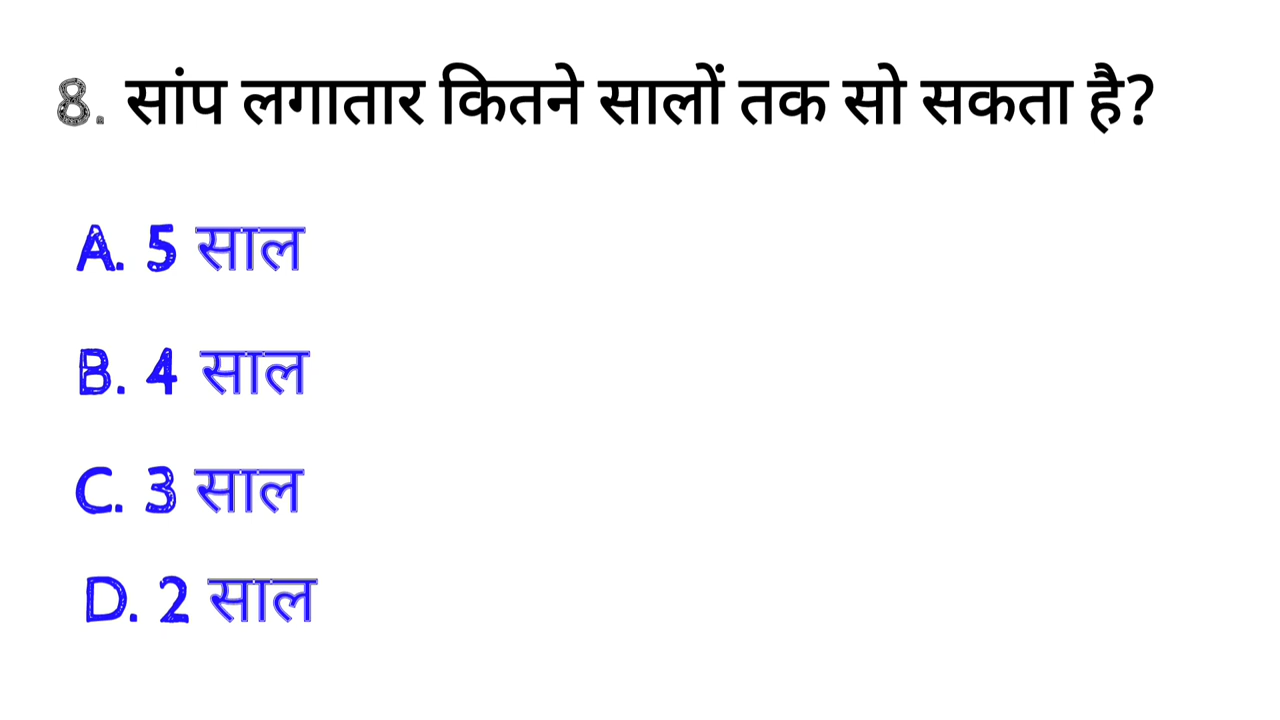 8. सांप लगातार कितने सालों तक सो सकता है?
A. 5 साल
B. 4 साल
C. 3 साल
D. 2 साल